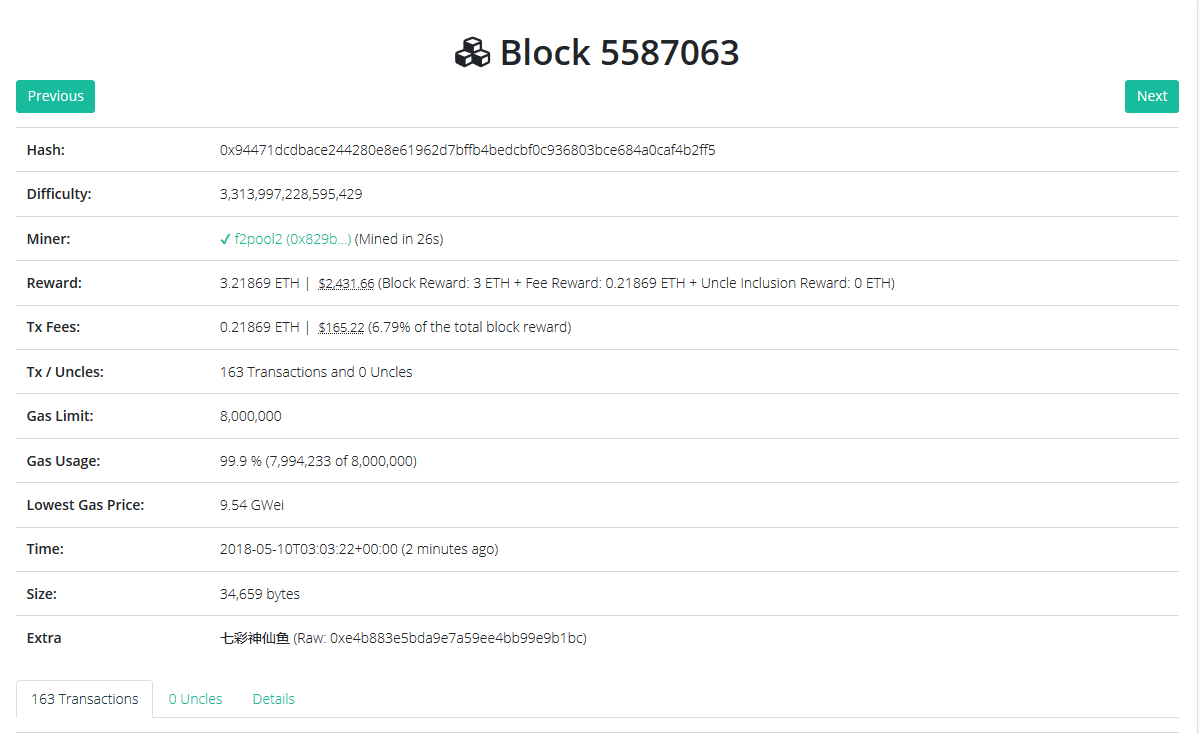 Block 5587063
Previous Next
Hash: 0x94471dcdbace244280e8e61962d7bffb4bedcbf0c936803bce684a0caf4b2ff5
Difficulty: 3,313,997,228,595,429
Miner: ✓ f2pool2 (0x829b...) (Mined in 26s)
Reward: 3.21869 ETH | $2,431.66 (Block Reward: 3 ETH + Fee Reward: 0.21869 ETH + Uncle Inclusion Reward: 0 ETH)
Tx Fees: 0.21869 ETH | $165.22 (6.79% of the total block reward)
Tx / Uncles: 163 Transactions and 0 Uncles
Gas Limit: 8,000,000
Gas Usage: 99.9 % (7,994,233 of 8,000,000)
Lowest Gas Price: 9.54 GWei
Time: 2018-05-10T03:03:22+00:00 (2 minutes ago)
Size: 34,659 bytes
Extra 七彩神仙鱼 (Raw: 0xe4b883e5bda9e7a59ee4bb99e9b1bc)
163 Transactions 0 Uncles Details